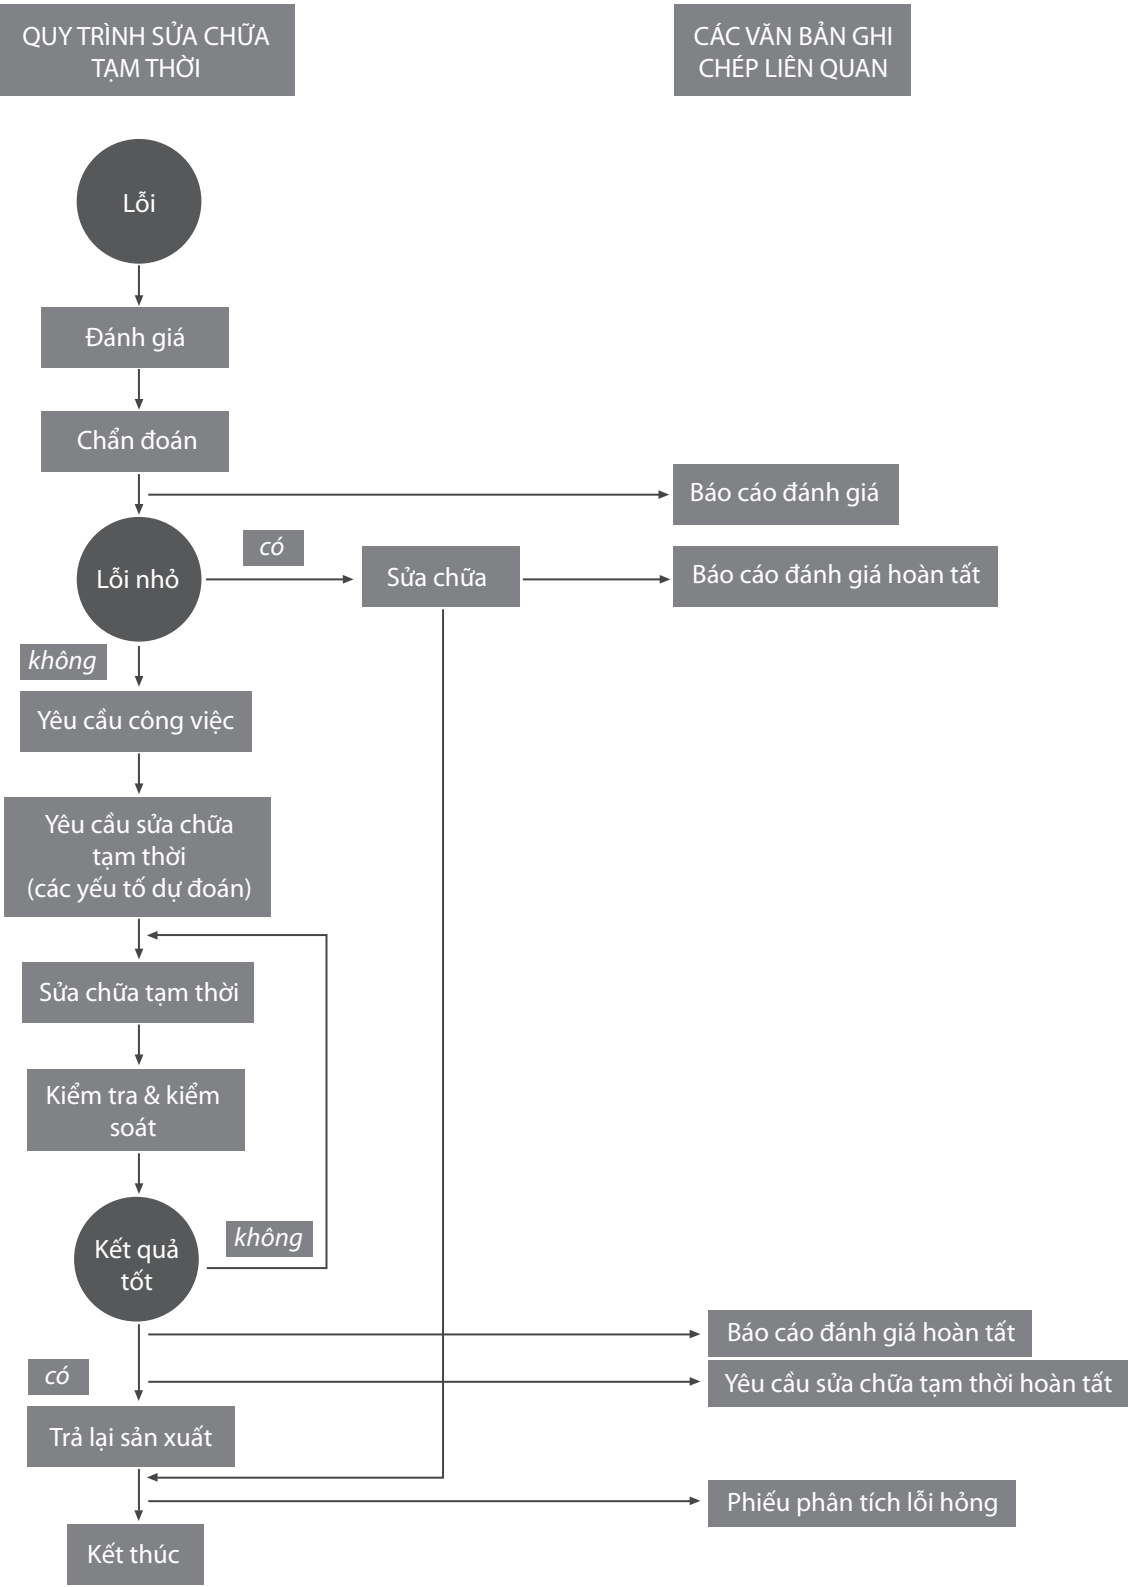 QUY TRÌNH SỬA CHỮA
TẠM THỜI
CÁC VĂN BẢN GHI
CHÉP LIÊN QUAN
Lỗi
Đánh giá
Chẩn đoán
Báo cáo đánh giá
Lỗi nhỏ
có
Sửa chữa
Báo cáo đánh giá hoàn tất
không
Yêu cầu công việc
Yêu cầu sửa chữa
tạm thời
(các yếu tố dự đoán)
Sửa chữa tạm thời
Kiểm tra & kiểm
soát
Kết quả
tốt
không
Báo cáo đánh giá hoàn tất
có
Yêu cầu sửa chữa tạm thời hoàn tất
Trả lại sản xuất
Phiếu phân tích lỗi hỏng
Kết thúc